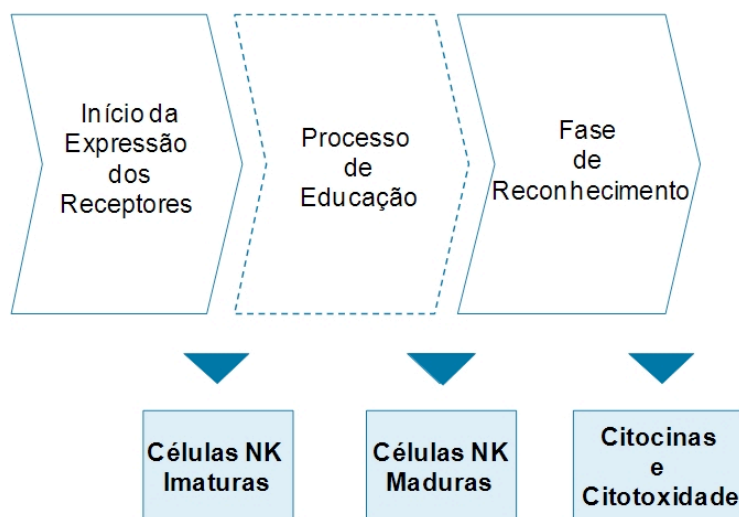 Início da
Expressão
dos
Receptores
Processo
de
Educação
Fase
de
Reconhecimento
Células NK
Imaturas
Células NK
Maduras
Citocinas
e
Citotoxidade